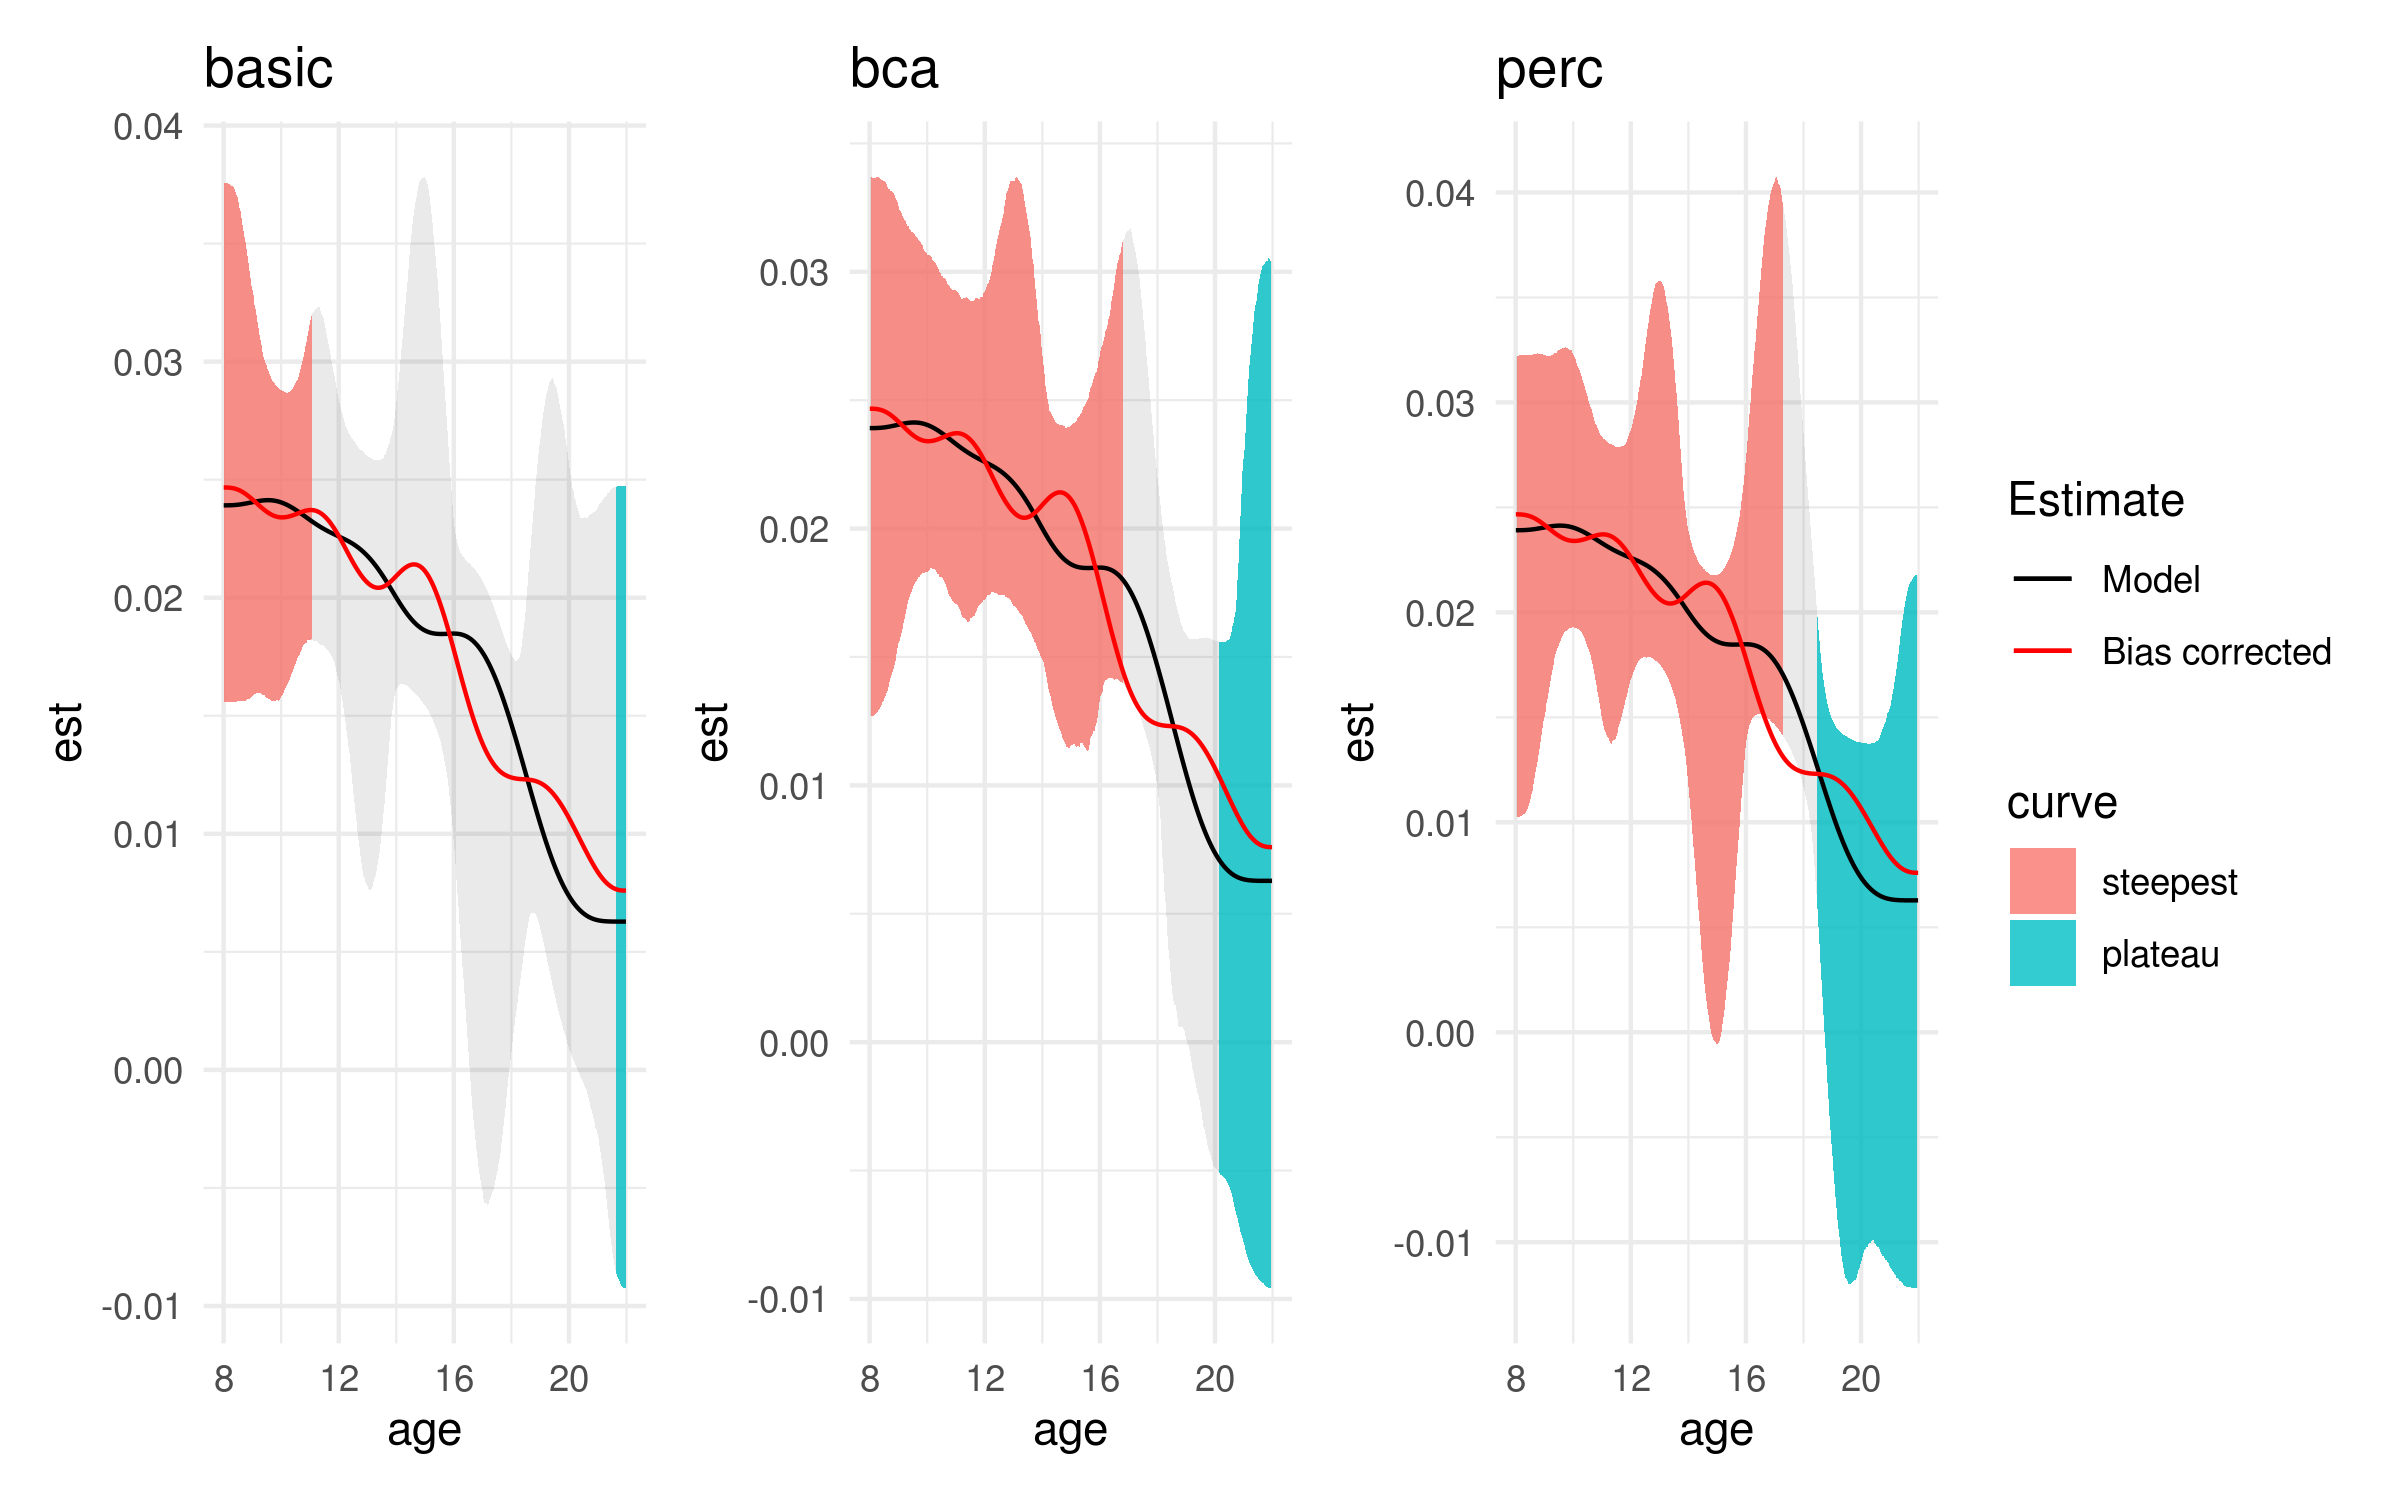 basic
0.04
0.03
0.02
0.01
0.00
-0.01
est
8 12 16 20
age
bca
0.03
0.02
0.01
0.00
-0.01
est
8 12 16 20
age
perc
0.04
0.03
0.02
0.01
0.00
-0.01
est
8 12 16 20
age
Estimate
Model
Bias corrected
curve
steepest
plateau